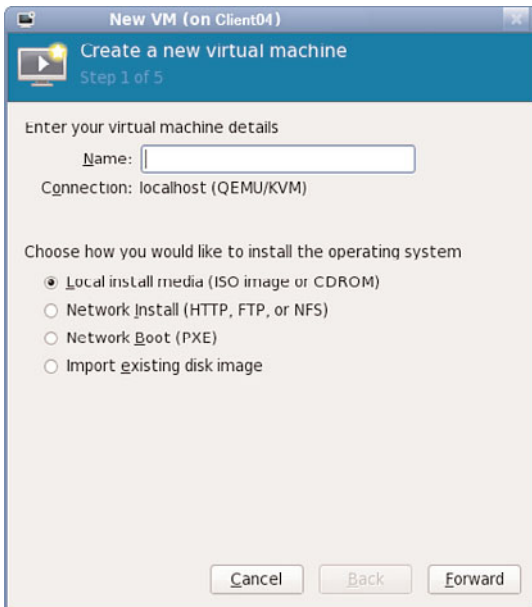 New VM (on Client04)
Create a new virtual machine
Step 1 of 5
Enter your virtual machine details
Name:
Connection: localhost (QEMU/KVM)
Choose how you would like to install the operating system
Local install media (ISO image or CDROM)
Network Install (HTTP, FTP, or NFS)
Network Boot (PXE)
Import existing disk image
Cancel Back Forward